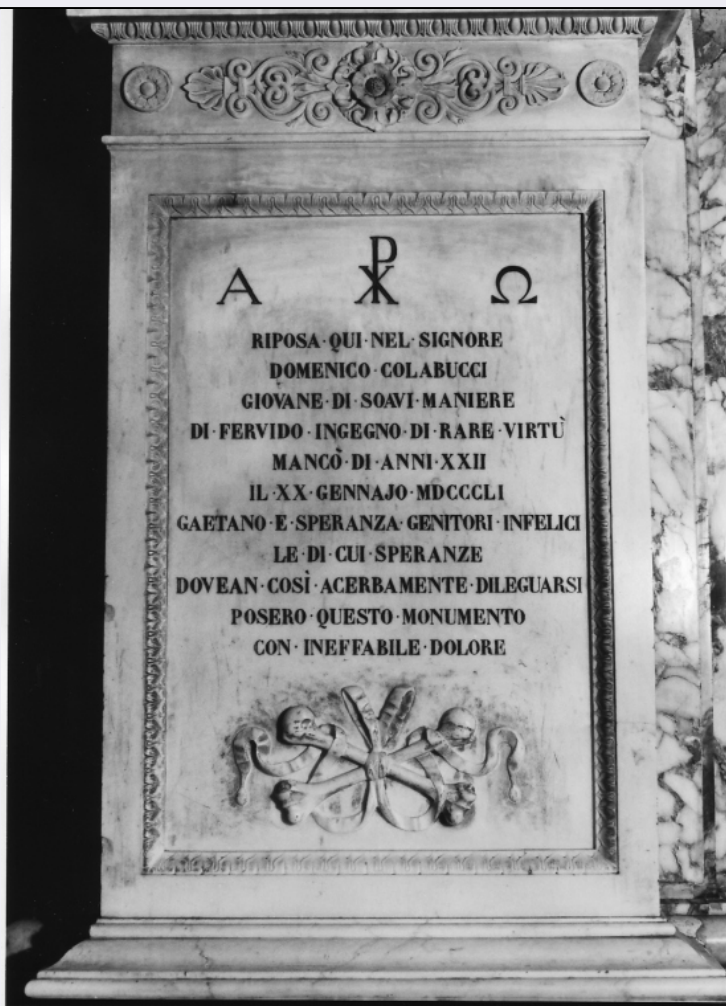 Α ☧ Ω
RIPOSA·QUI·NEL·SIGNORE
DOMENICO·COLABUCCI
GIOVANE·DI·SOAVI·MANIERE
DI·FERVIDO·INGEGNO·DI·RARE·VIRTÙ
MANCÒ·DI·ANNI·XXII
IL·XX·GENNAJO·MDCCCLI
GAETANO·E·SPERANZA·GENITORI·INFELICI
LE·DI·CUI·SPERANZE
DOVEAN·COSÌ·ACERBAMENTE·DILEGUARSI
POSERO·QUESTO·MONUMENTO
CON·INEFFABILE·DOLORE